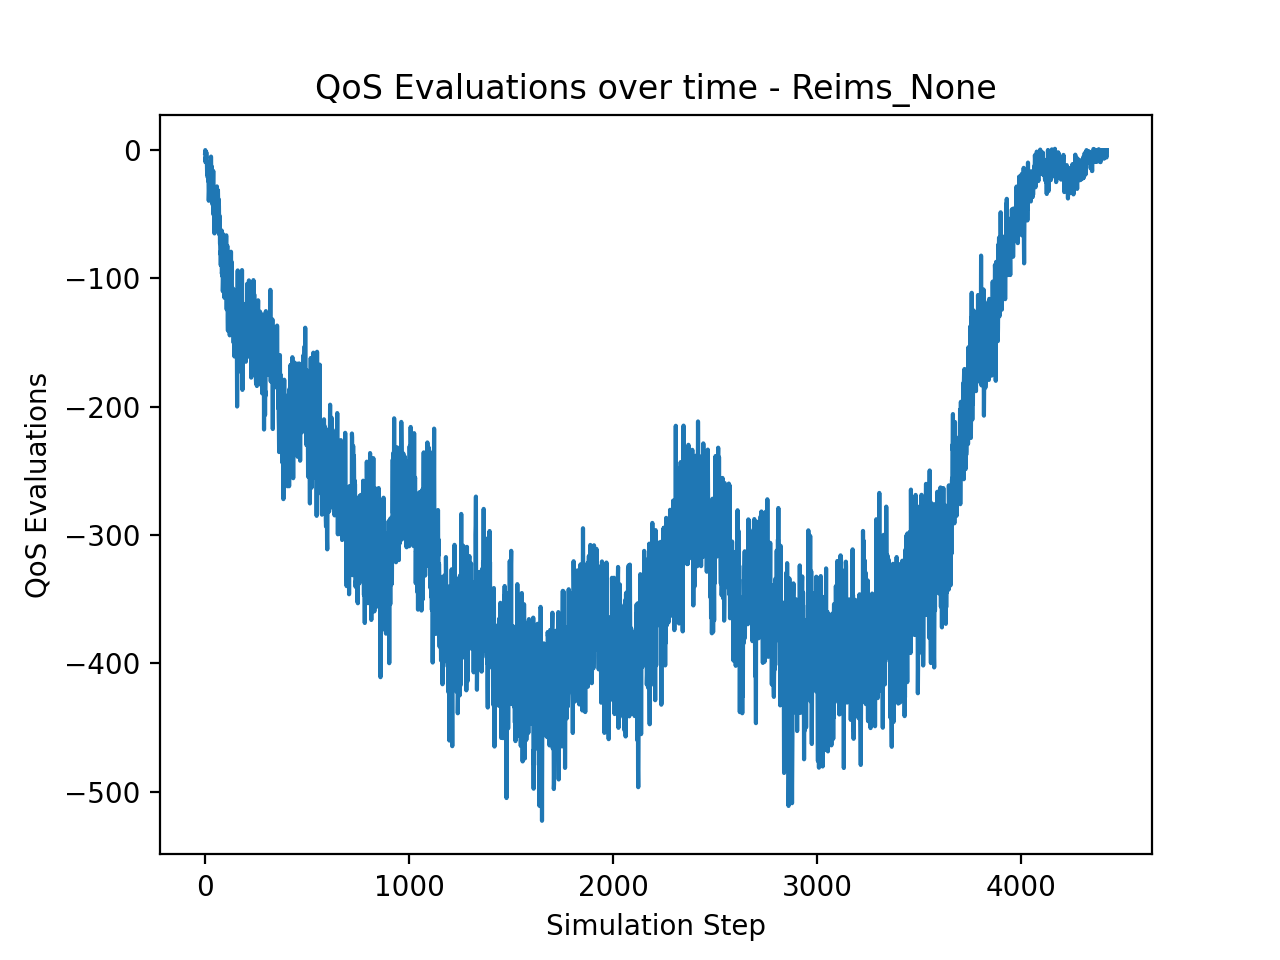 QoS Evaluations over time - Reims_None
QoS Evaluations
0
−100
−200
−300
−400
−500
0 1000 2000 3000 4000
Simulation Step